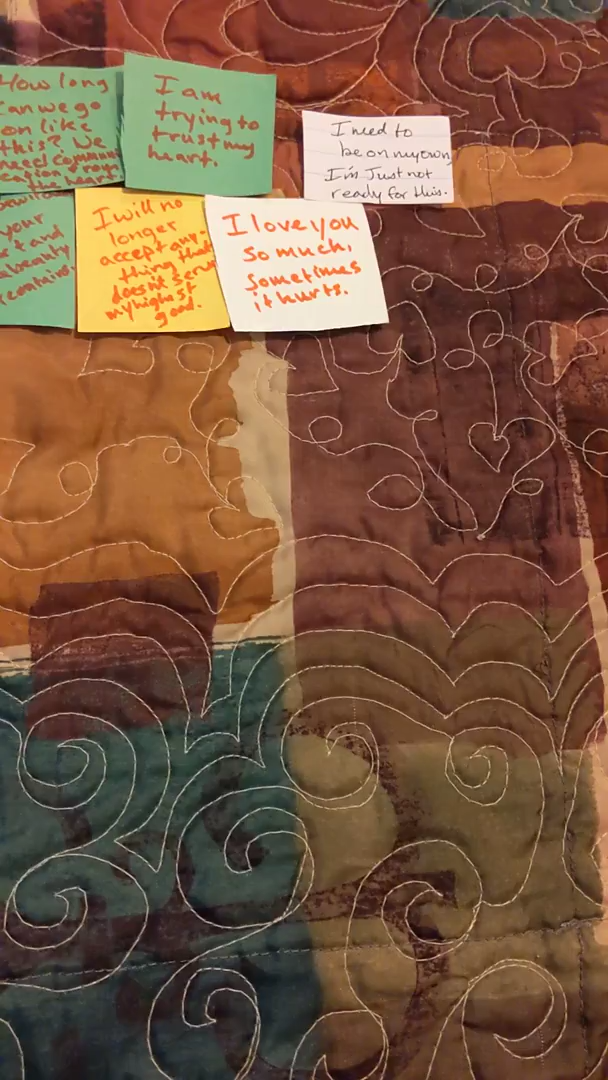 How long
can we go
on like
this? We
need commun
ication
I am
trying to
trust my
heart.
I need to
be on my own,
I'm Just not
ready for this.
your
and
I will no
longer
accept any-
thing that
doesn't serve
my highest
good.
I love you
so much,
sometimes
it hurts.